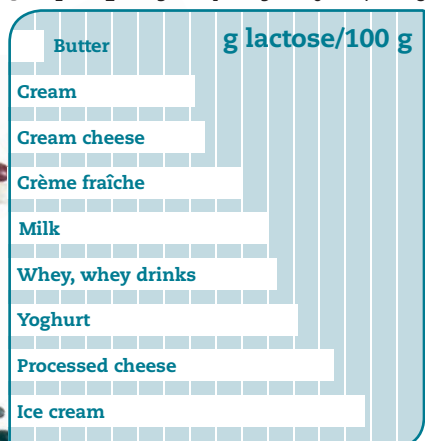 g lactose/100 g
Butter
Cream
Cream cheese
Crème fraîche
Milk
Whey, whey drinks
Yoghurt
Processed cheese
Ice cream